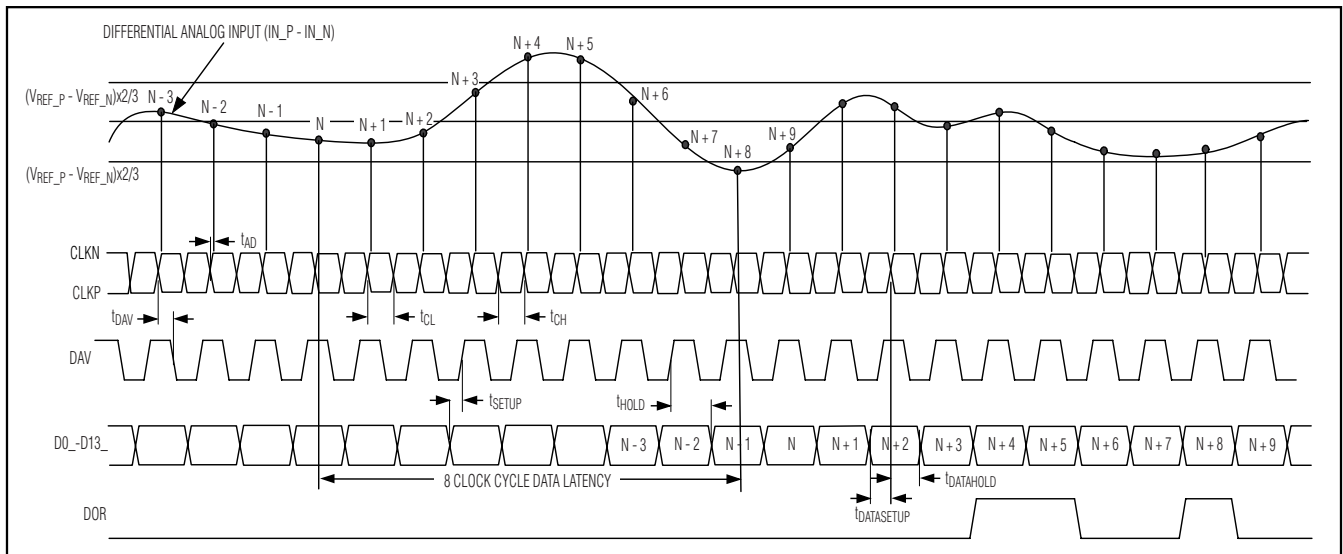 DIFFERENTIAL ANALOG INPUT (IN_P - IN_N)
N + 4
N + 5
N + 3
(VREF_P - VREF_N)x2/3
N - 3
N - 2
N - 1
N
N + 1
N + 2
N + 6
N + 7
N + 8
N + 9
(VREF_P - VREF_N)x2/3
tAD
CLKN
CLKP
tDAV
tCL
tCH
DAV
tSETUP
tHOLD
D0_-D13_
N - 3
N - 2
N - 1
N
N + 1
N + 2
N + 3
N + 4
N + 5
N + 6
N + 7
N + 8
N + 9
8 CLOCK CYCLE DATA LATENCY
tDATAHOLD
tDATASETUP
DOR